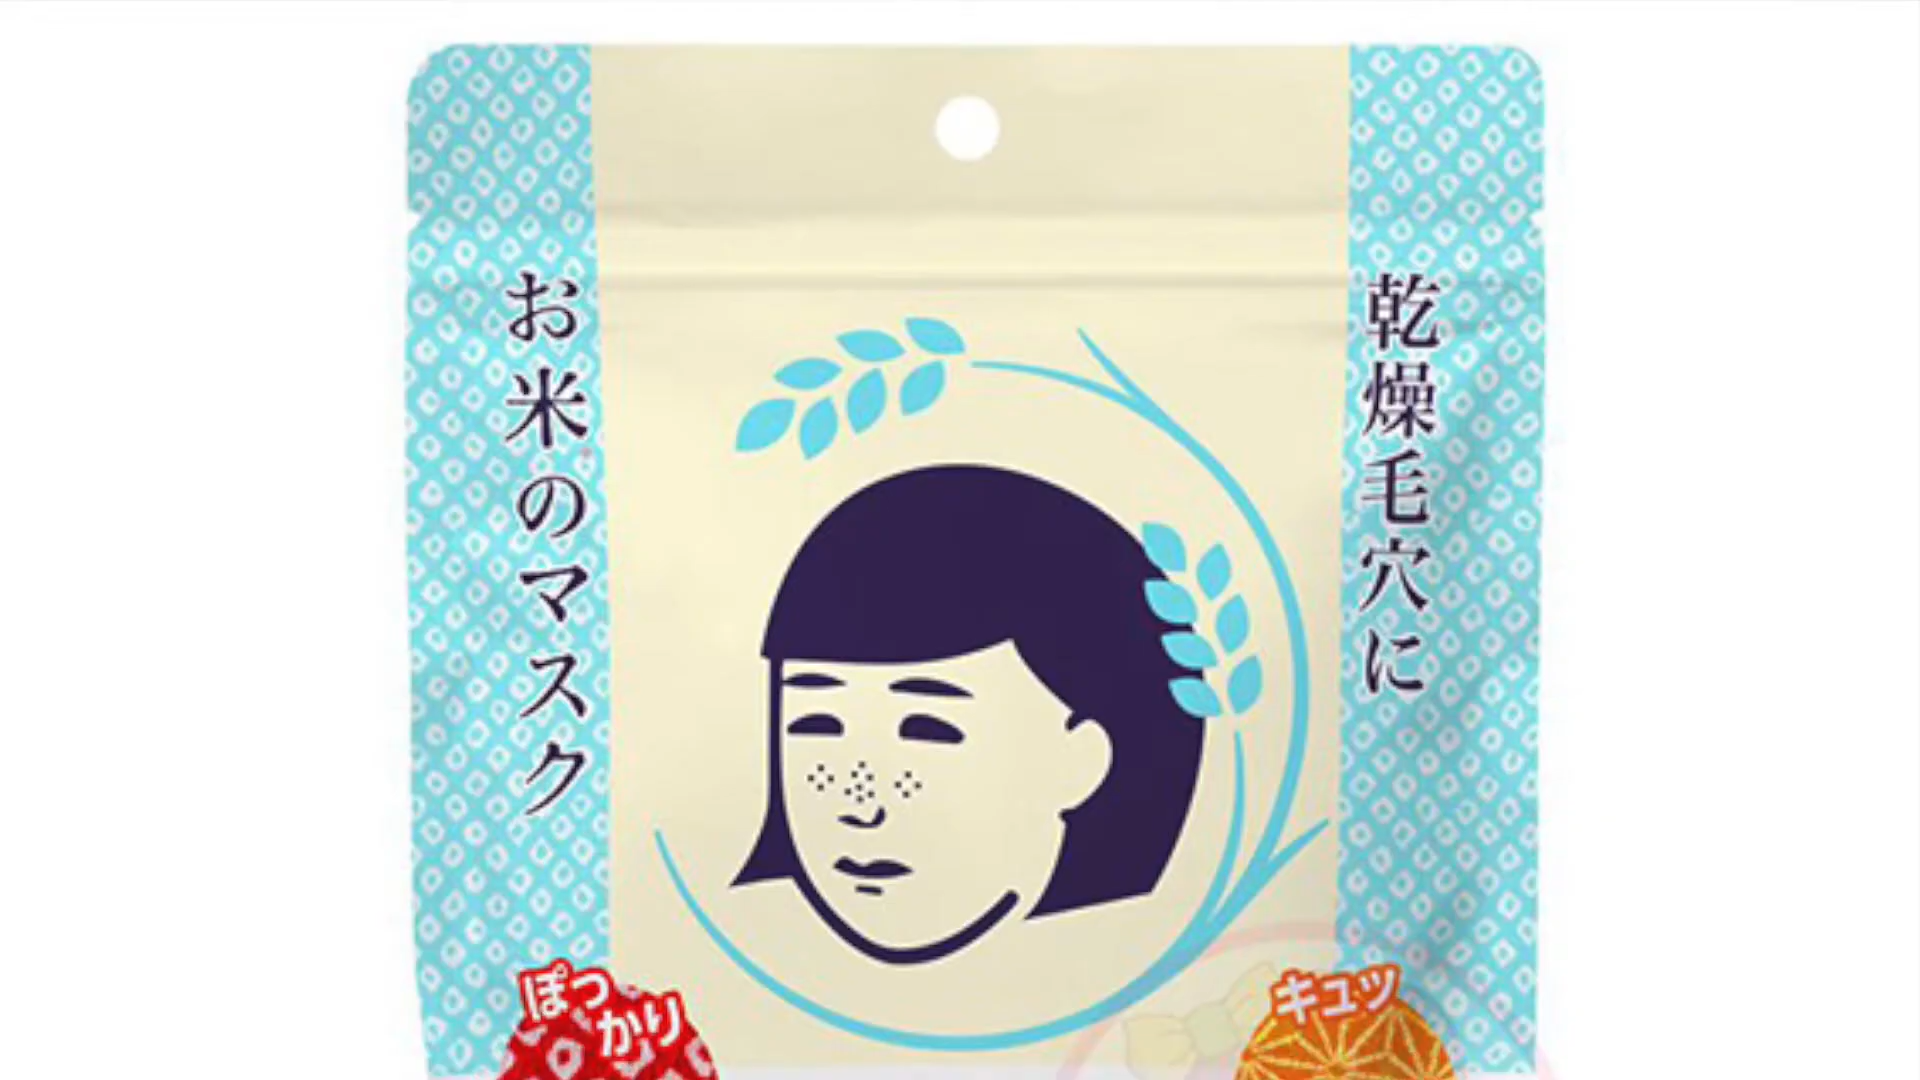 乾燥毛穴に
お米のマスク
ぽっ
かり
キュッ